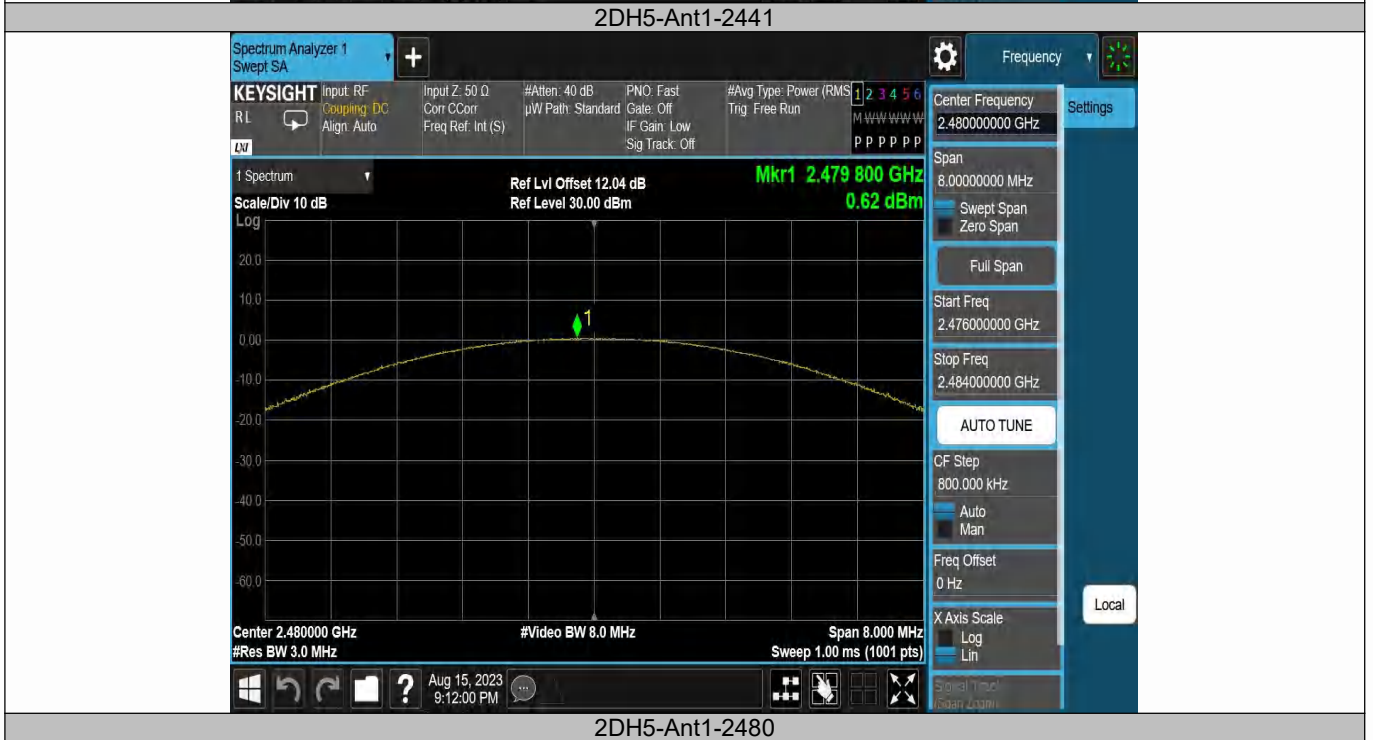 2DH5-Ant1-2441
Spectrum Analyzer 1
Swept SA
Frequency
KEYSIGHT
RL
LXI
Input: RF
Coupling: DC
Align: Auto
Input Z: 50 Ω
Corr CCorr
Freq Ref: Int (S)
#Atten: 40 dB
µW Path: Standard
PNO: Fast
Gate: Off
IF Gain: Low
Sig Track: Off
#Avg Type: Power (RMS
Trig: Free Run
1 2 3 4 5 6
M W W W W W
P P P P P P
Center Frequency
2.480000000 GHz
Settings
Span
8.00000000 MHz
Swept Span
Zero Span
Full Span
Start Freq
2.476000000 GHz
Stop Freq
2.484000000 GHz
AUTO TUNE
CF Step
800.000 kHz
Auto
Man
Freq Offset
0 Hz
X Axis Scale
Log
Lin
Signal Track
(Span Zoom)
Local
1 Spectrum
Scale/Div 10 dB
Ref Lvl Offset 12.04 dB
Ref Level 30.00 dBm
Mkr1 2.479 800 GHz
0.62 dBm
Log
20.0
10.0
0.00
-10.0
-20.0
-30.0
-40.0
-50.0
-60.0
1
Center 2.480000 GHz
#Video BW 8.0 MHz
Span 8.000 MHz
#Res BW 3.0 MHz
Sweep 1.00 ms (1001 pts)
Aug 15, 2023
9:12:00 PM
2DH5-Ant1-2480